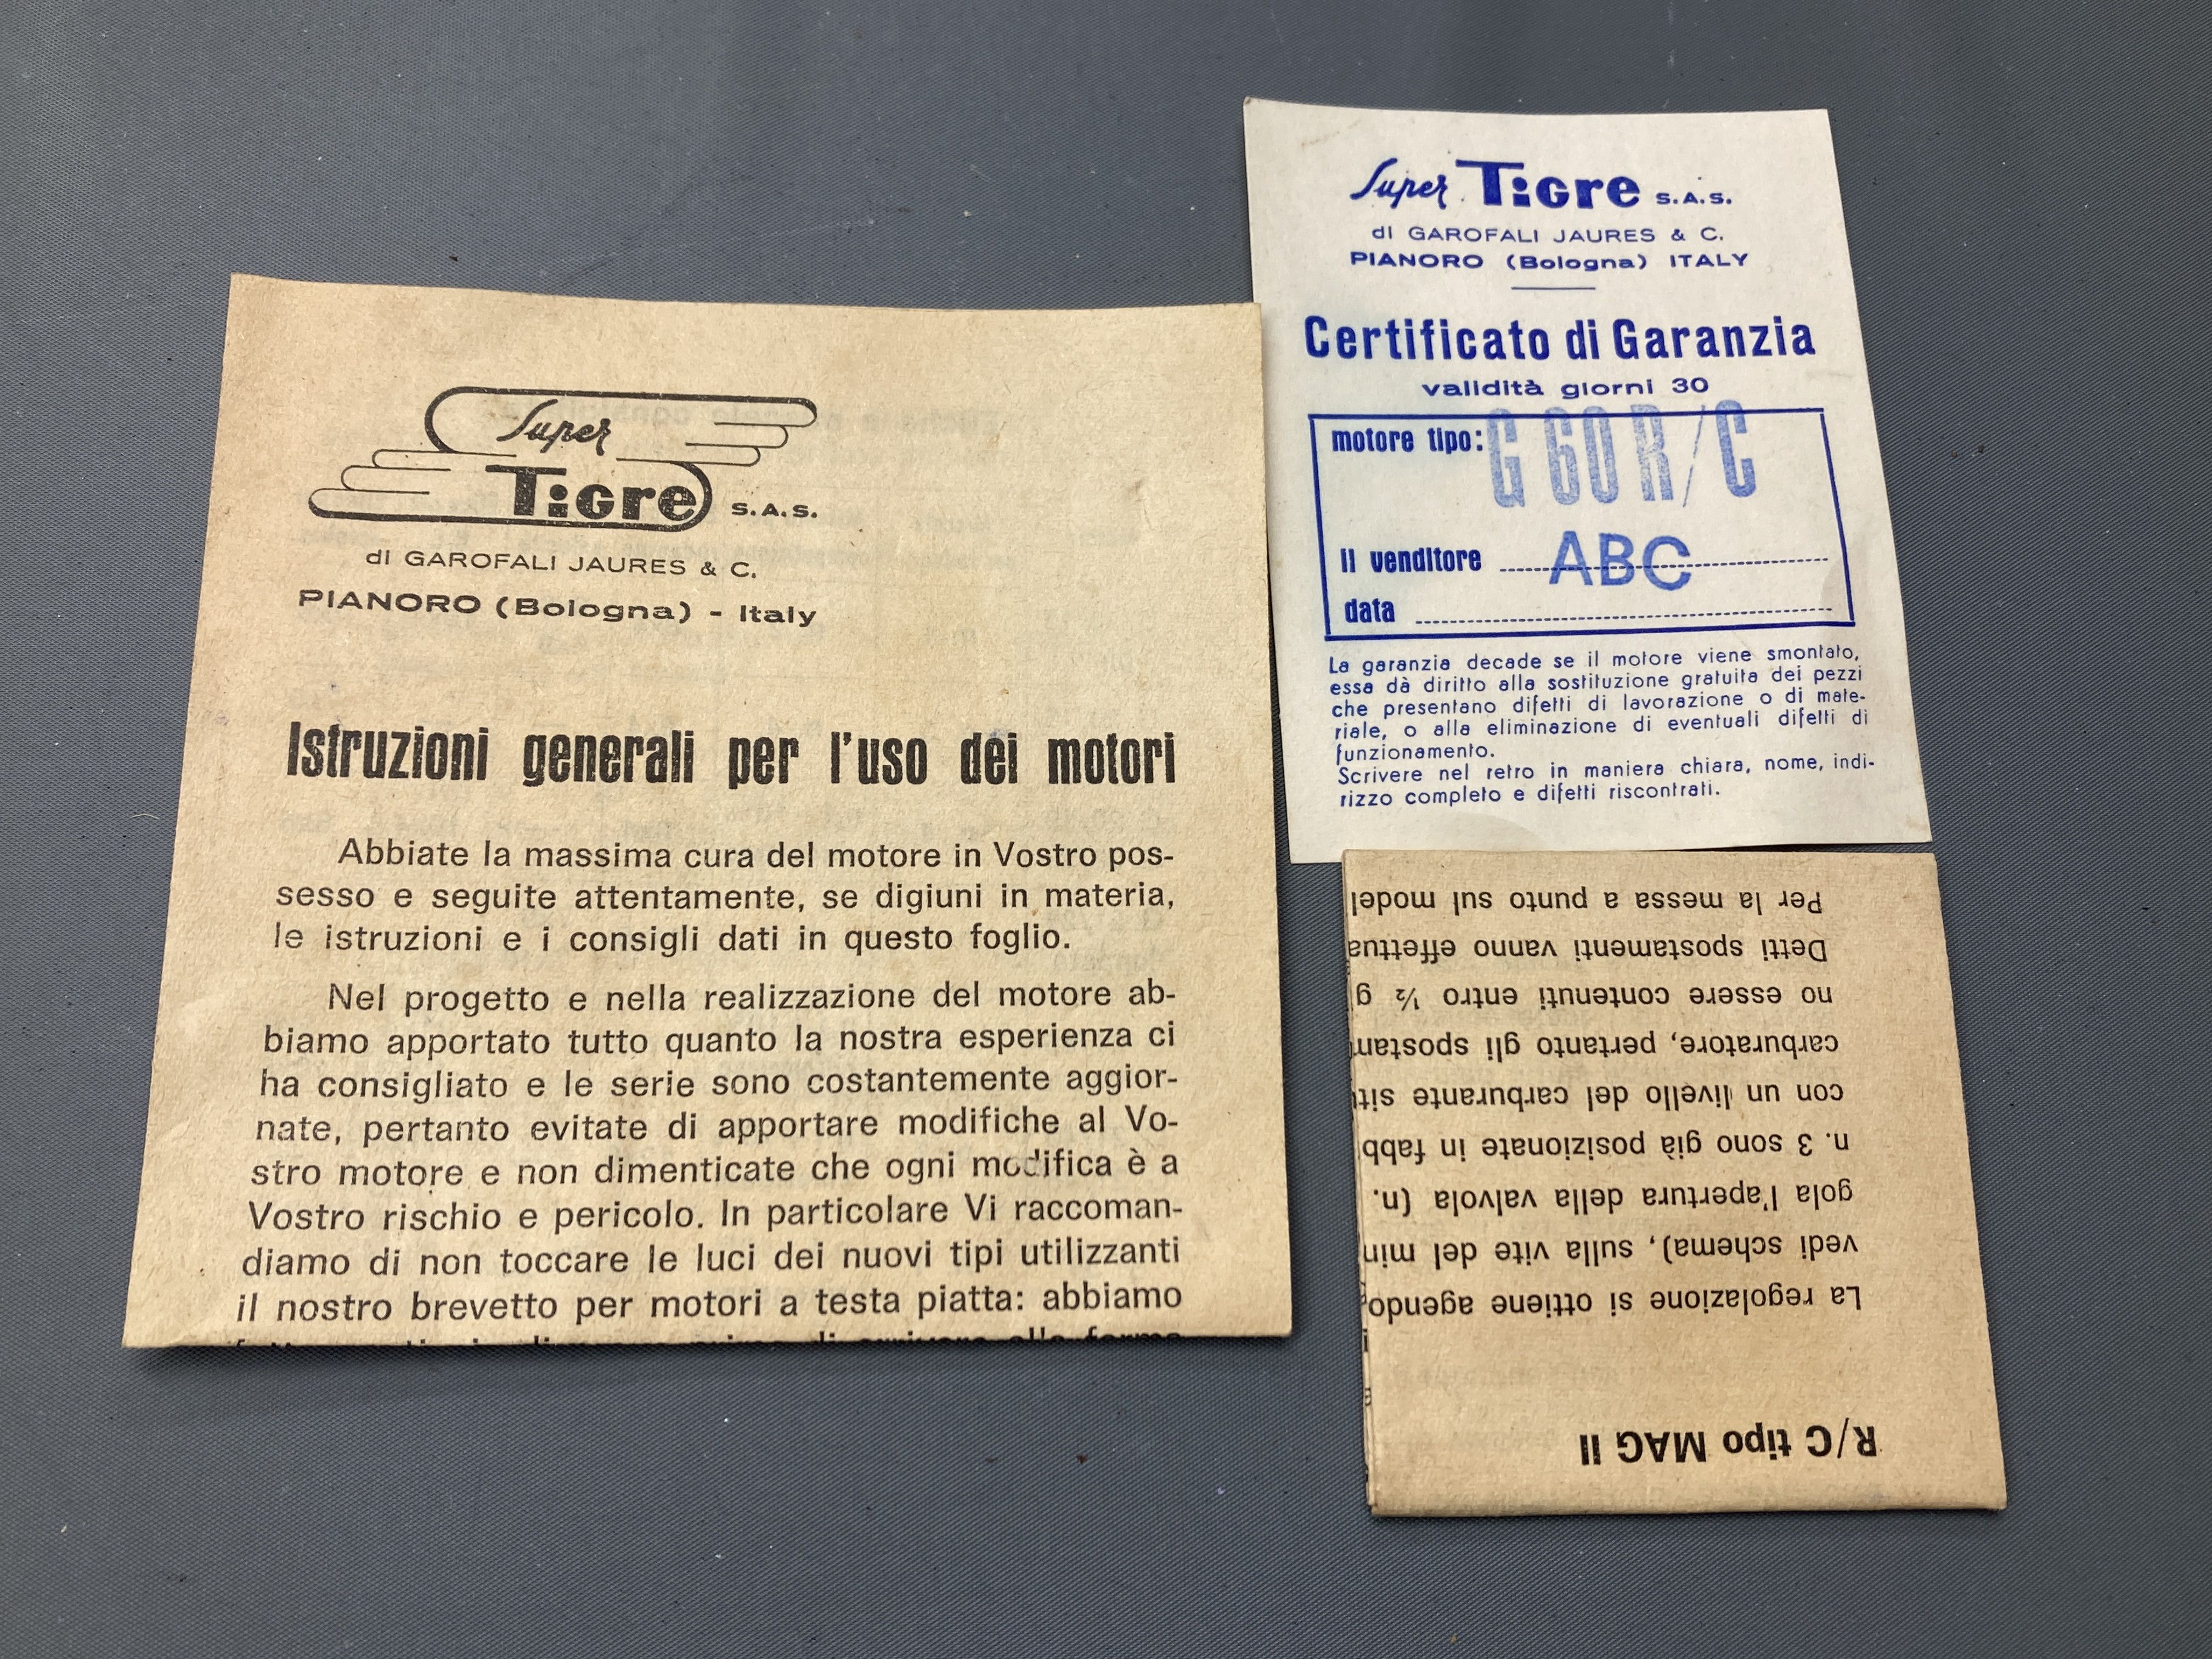 Super
Tigre S.A.S.
di GAROFALI JAURES & C.
PIANORO (Bologna) - Italy
Istruzioni generali per l'uso dei motori
Abbiate la massima cura del motore in Vostro pos-
sesso e seguite attentamente, se digiuni in materia,
le istruzioni e i consigli dati in questo foglio.
Nel progetto e nella realizzazione del motore ab-
biamo apportato tutto quanto la nostra esperienza ci
ha consigliato e le serie sono costantemente aggior-
nate, pertanto evitate di apportare modifiche al Vo-
stro motore e non dimenticate che ogni modifica è a
Vostro rischio e pericolo. In particolare Vi raccoman-
diamo di non toccare le luci dei nuovi tipi utilizzanti
il nostro brevetto per motori a testa piatta: abbiamo
Super Tigre S.A.S.
di GAROFALI JAURES & C.
PIANORO (Bologna) ITALY
Certificato di Garanzia
validità giorni 30
motore tipo: G 60 R/C
il venditore ABC
data
La garanzia decade se il motore viene smontato,
essa dà diritto alla sostituzione gratuita dei pezzi
che presentano difetti di lavorazione o di mate-
riale, o alla eliminazione di eventuali difetti di
funzionamento.
Scrivere nel retro in maniera chiara, nome, indi-
rizzo completo e difetti riscontrati.
R/C tipo MAG II
La regolazione si ottiene agendo
vedi schema), sulla vite del min
gola l'apertura della valvola (n.
n. 3 sono già posizionate in fabb
con un livello del carburante situ
carburatore, pertanto gli spostam
no essere contenuti entro ½ g
Detti spostamenti vanno effettua
Per la messa a punto sul model